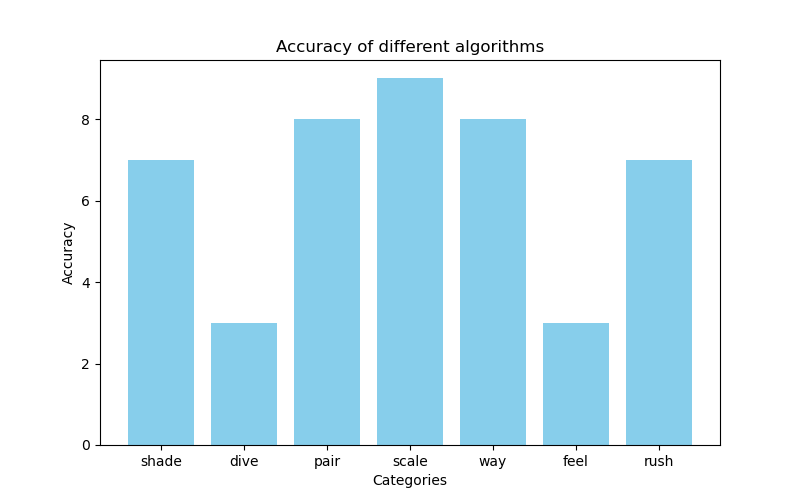 Accuracy of different algorithms
Accuracy
8
6
4
2
0
shade dive pair scale way feel rush
Categories